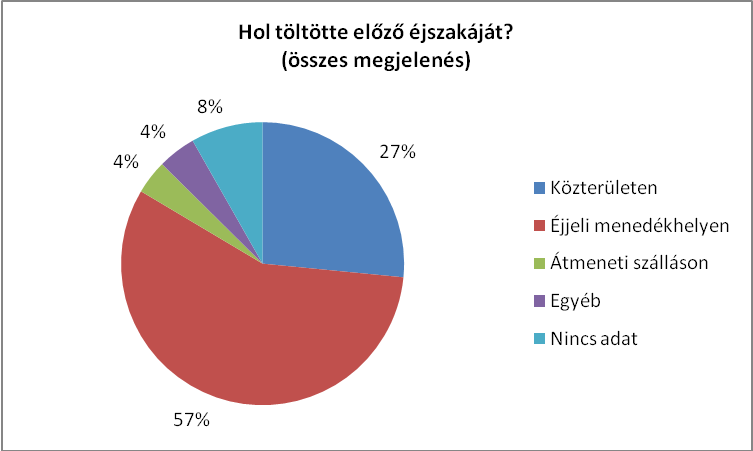 Hol töltötte előző éjszakáját?
(összes megjelenés)
8%
4%
4%
27%
57%
Közterületen
Éjjeli menedékhelyen
Átmeneti szálláson
Egyéb
Nincs adat